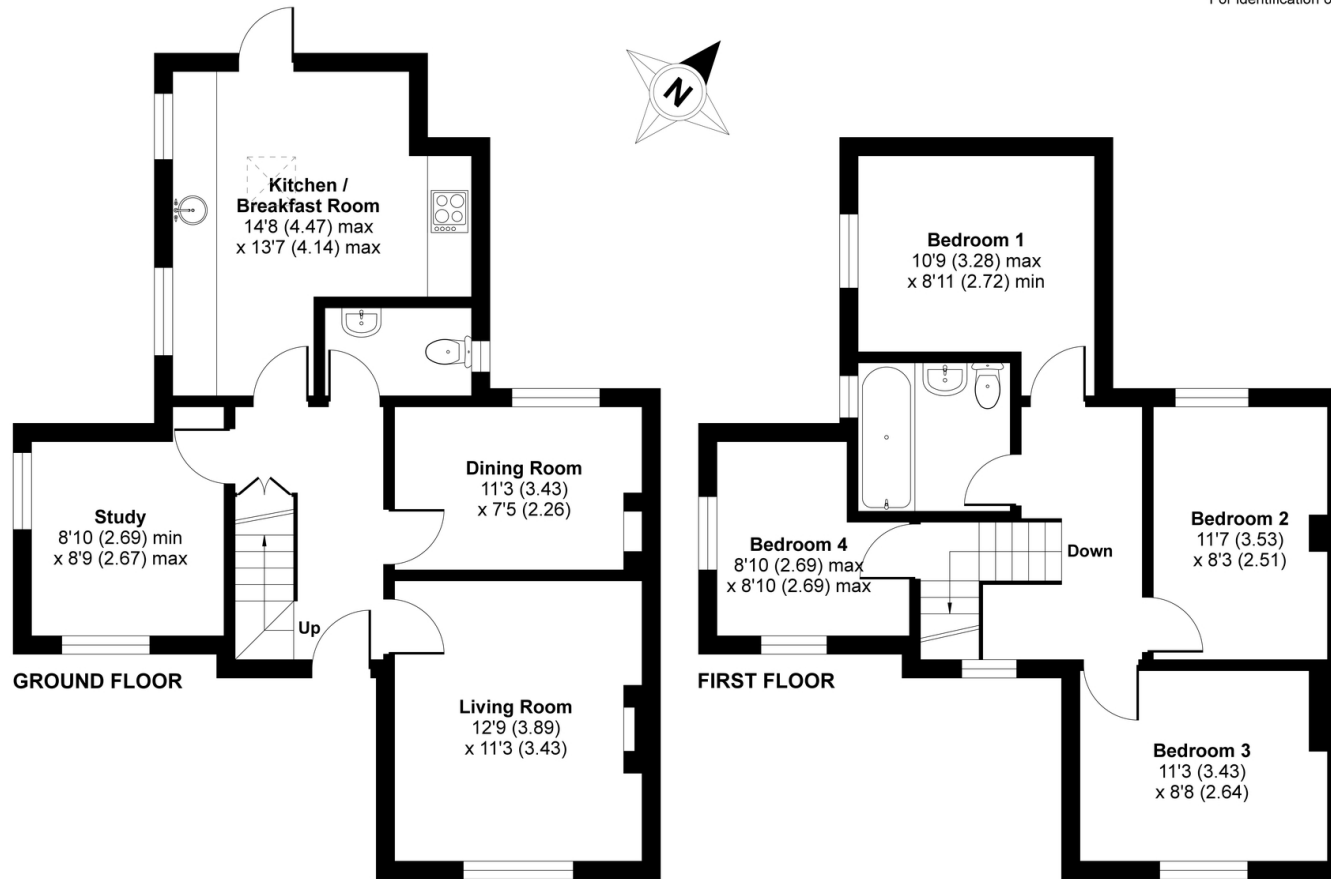 For identification o
N
Kitchen /
Breakfast Room
14'8 (4.47) max
x 13'7 (4.14) max
Study
8'10 (2.69) min
x 8'9 (2.67) max
Dining Room
11'3 (3.43)
x 7'5 (2.26)
Up
Living Room
12'9 (3.89)
x 11'3 (3.43)
GROUND FLOOR
Bedroom 1
10'9 (3.28) max
x 8'11 (2.72) min
Bedroom 4
8'10 (2.69) max
x 8'10 (2.69) max
Down
Bedroom 2
11'7 (3.53)
x 8'3 (2.51)
Bedroom 3
11'3 (3.43)
x 8'8 (2.64)
FIRST FLOOR